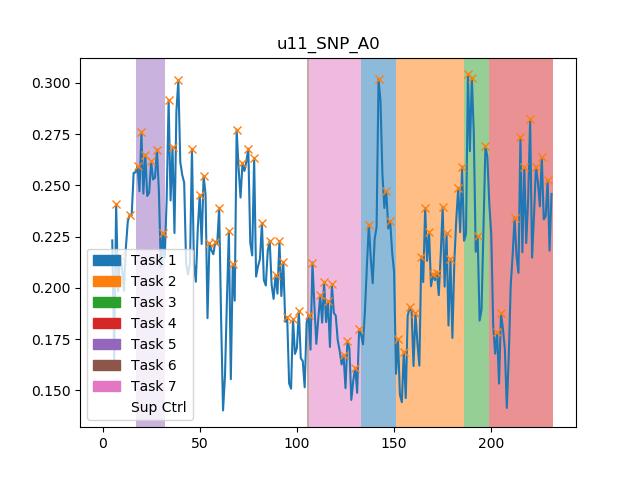 u11_SNP_A0
0.300
0.275
0.250
0.225
0.200
0.175
0.150
Task 1
Task 2
Task 3
Task 4
Task 5
Task 6
Task 7
Sup Ctrl
0 50 100 150 200